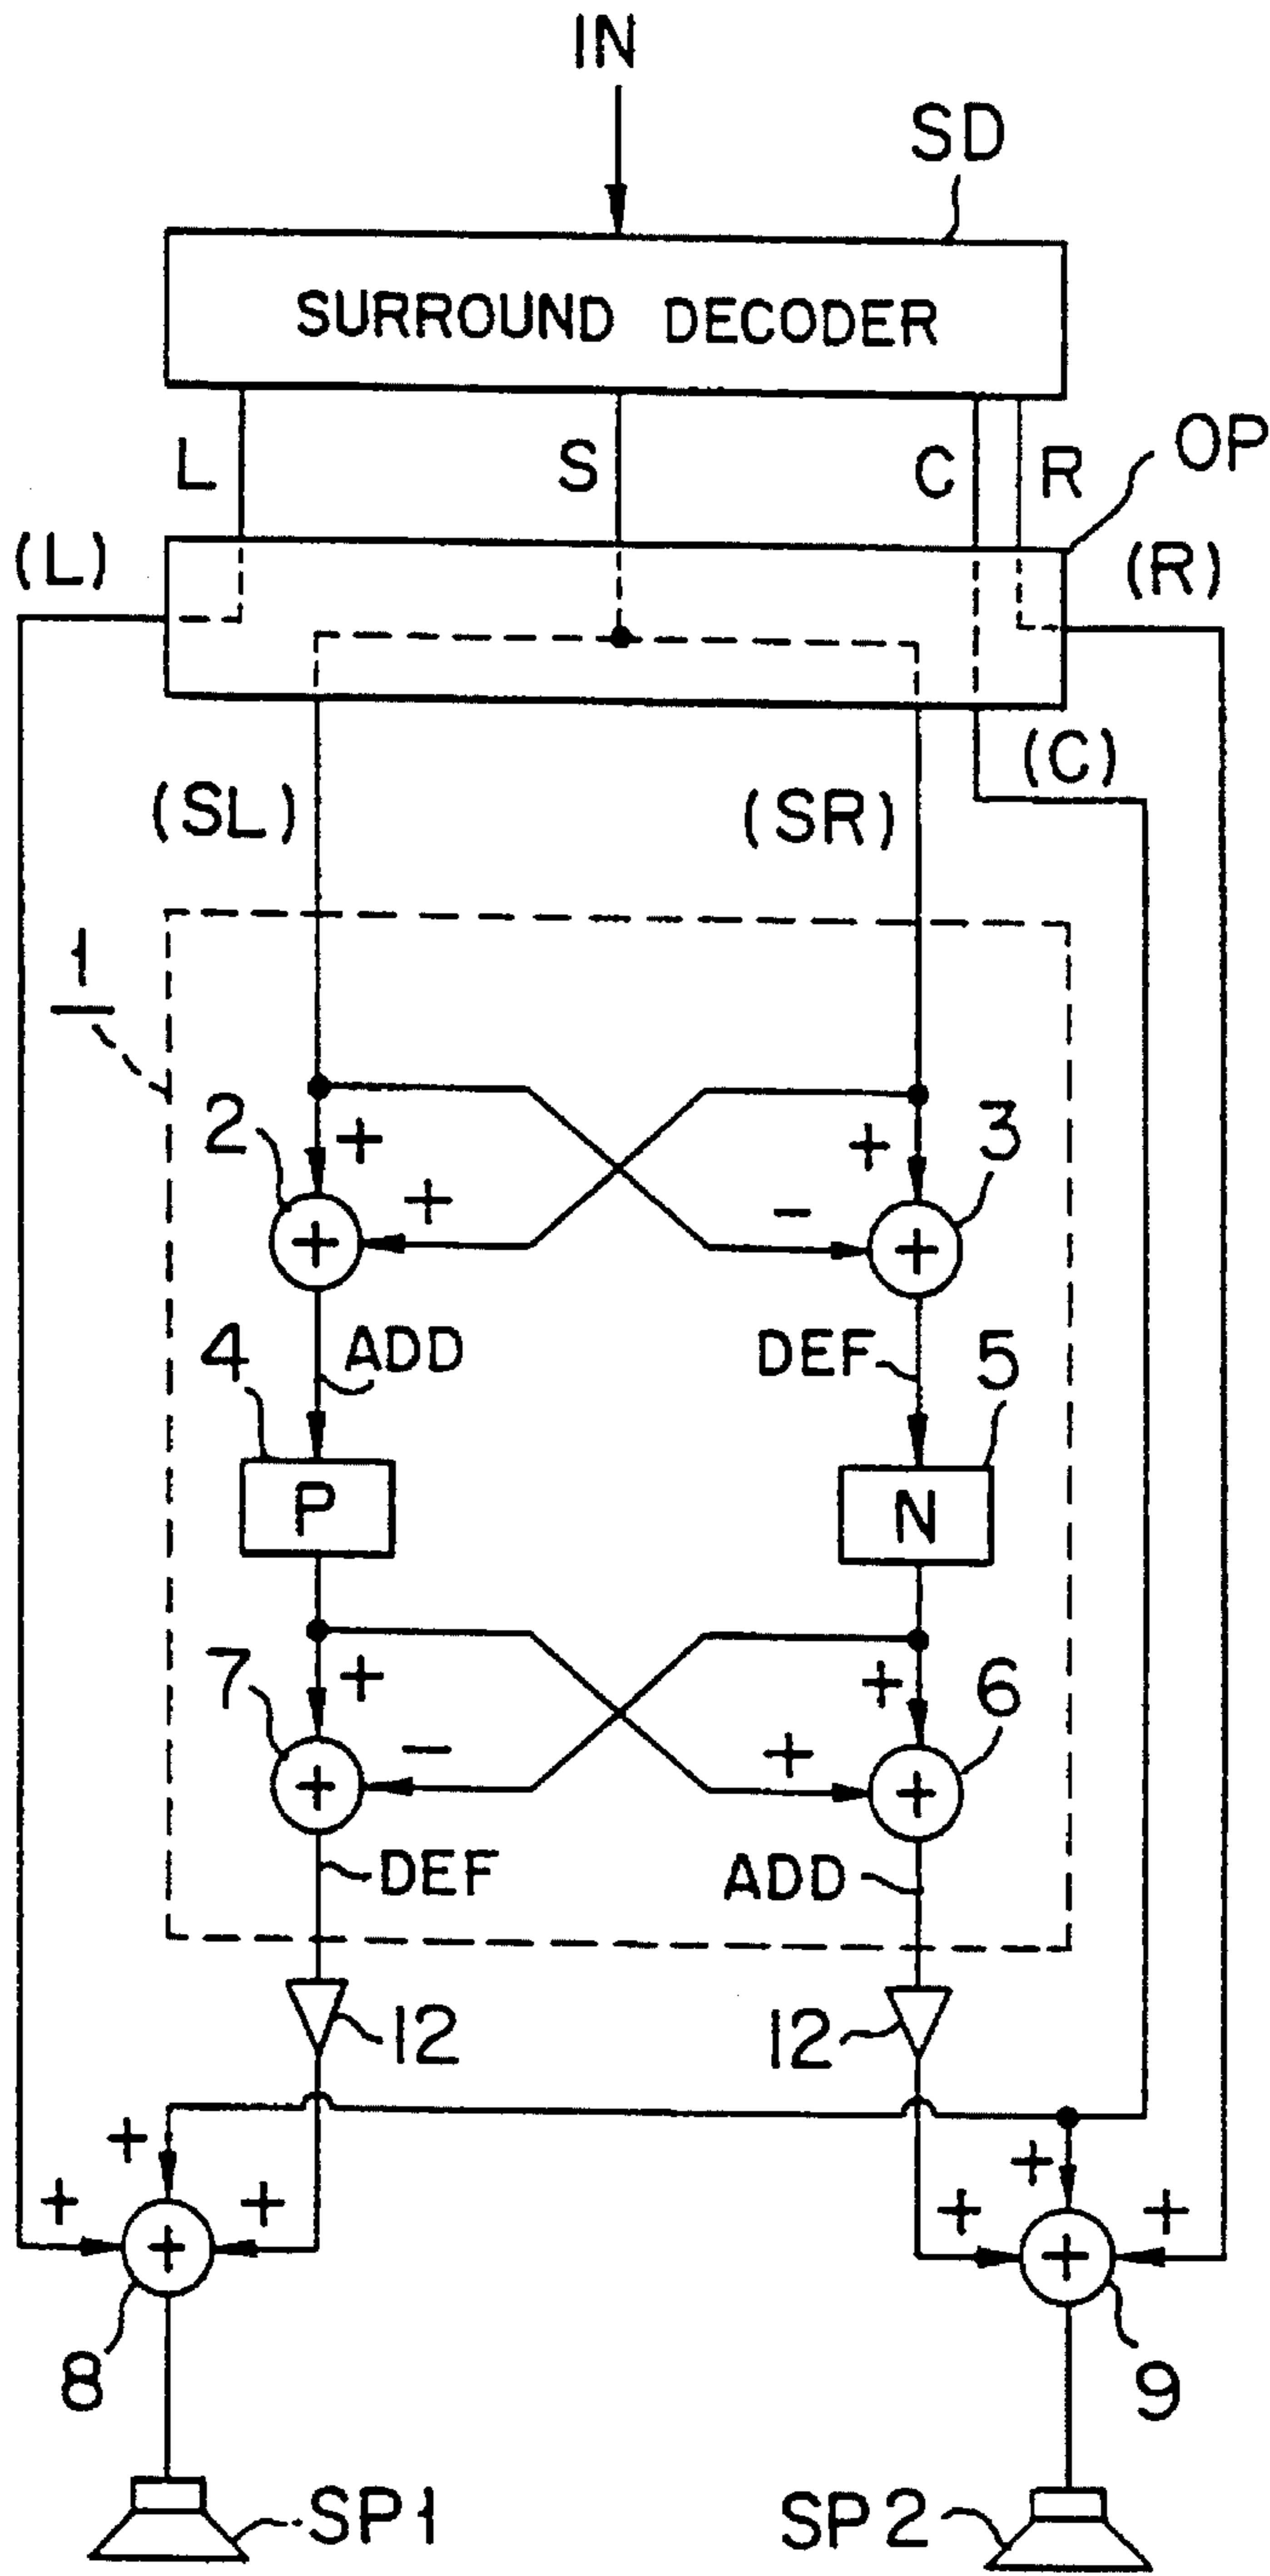 IN
SD
SURROUND DECODER
L S C R
OP
(L) (R)
(C)
(SL) (SR)
1
2 + + 3
+ -
+ +
4 ADD DEF 5
P N
7 + + 6
- +
+ +
DEF ADD
12 12
+ +
+ + + +
+ +
8 9
SP1 SP2